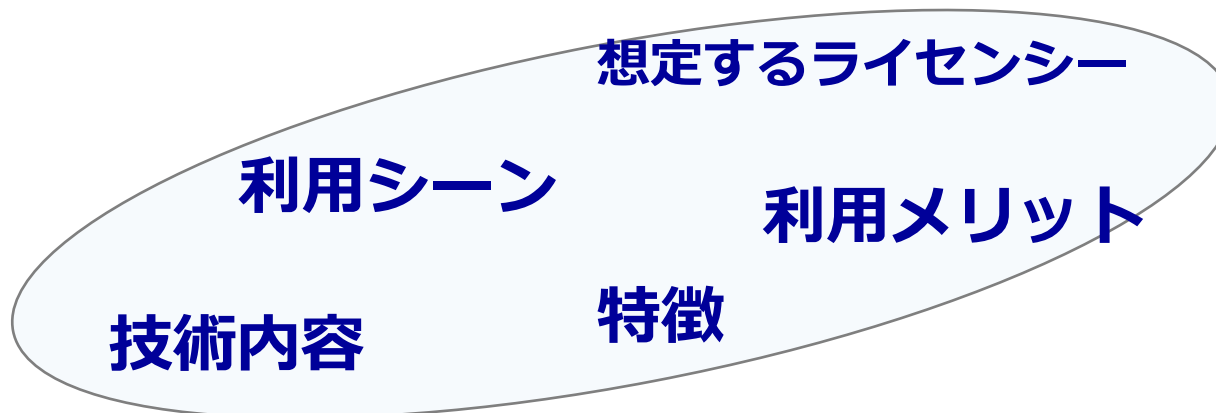 想定するライセンシー
利用シーン
利用メリット
特徴
技術内容